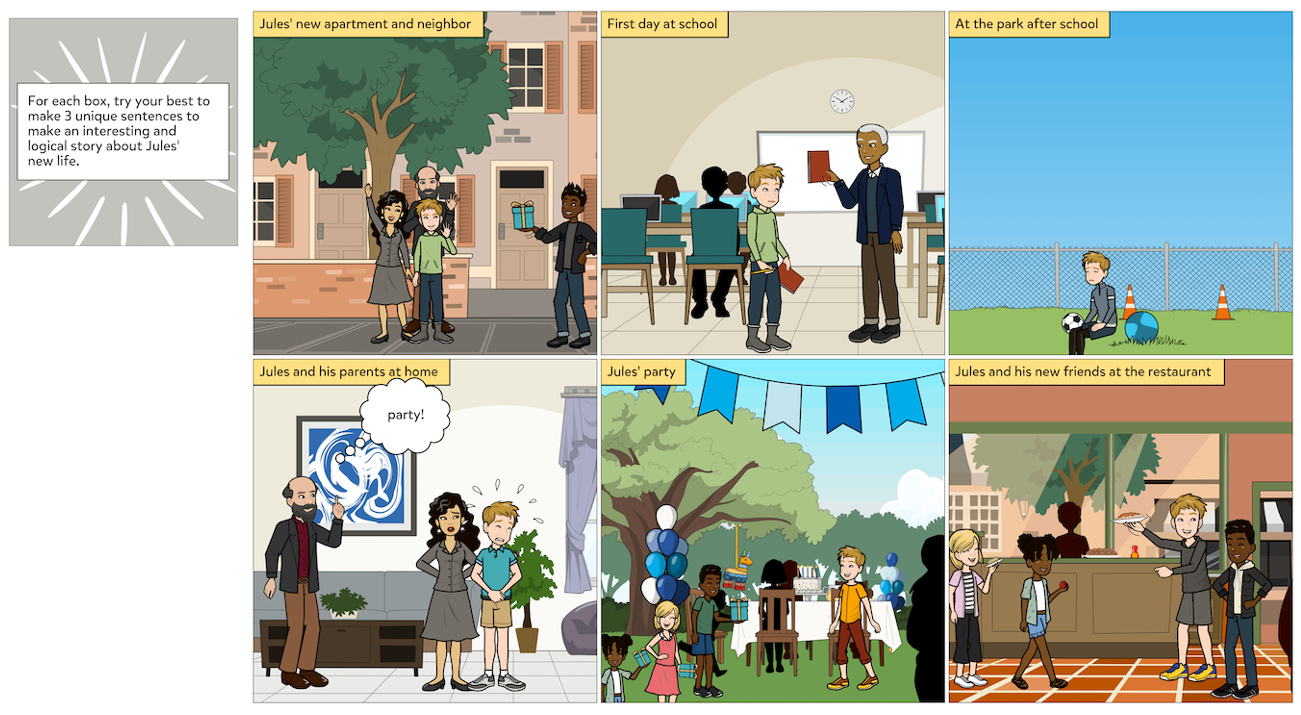 For each box, try your best to
make 3 unique sentences to
make an interesting and
logical story about Jules'
new life.
Jules' new apartment and neighbor
First day at school
At the park after school
Jules and his parents at home
party!
Jules' party
Jules and his new friends at the restaurant